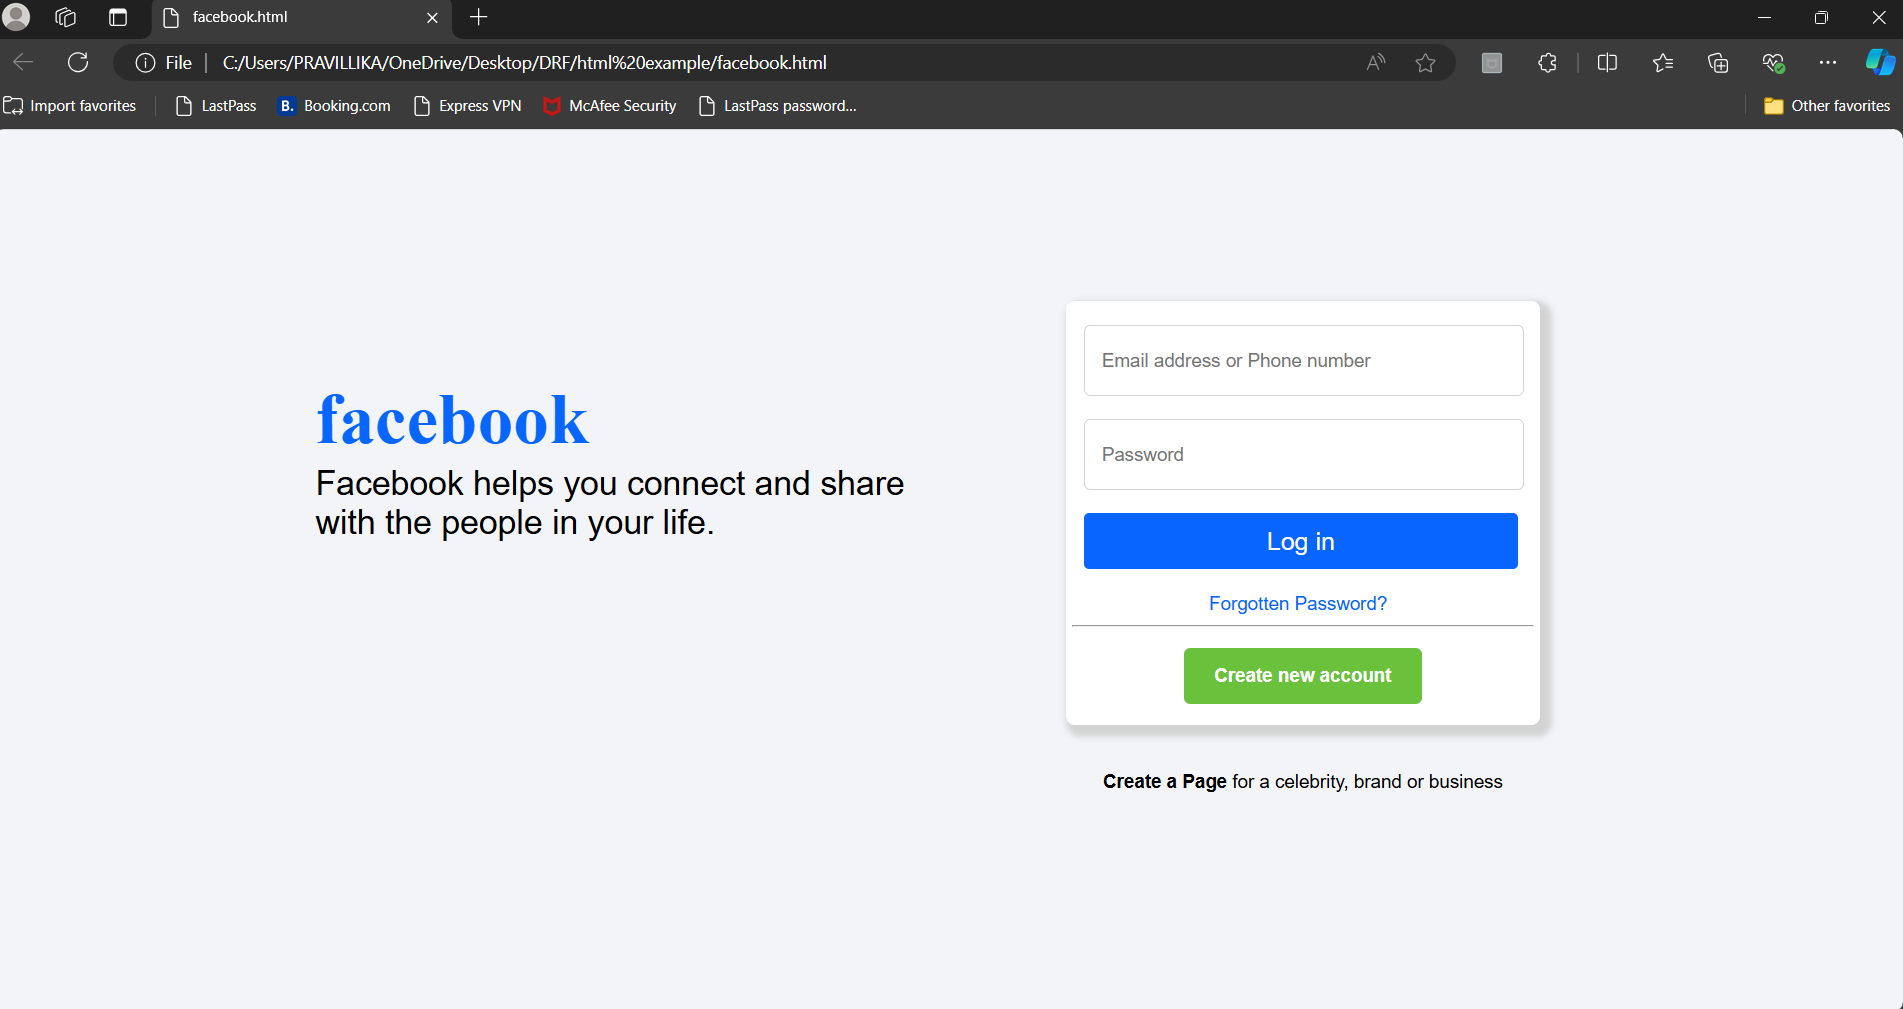 facebook.html
File
C:/Users/PRAVILLIKA/OneDrive/Desktop/DRF/html%20example/facebook.html
Import favorites
LastPass
B. Booking.com
Express VPN
McAfee Security
LastPass password...
Other favorites
facebook
Facebook helps you connect and share
with the people in your life.
Email address or Phone number
Password
Log in
Forgotten Password?
Create new account
Create a Page for a celebrity, brand or business